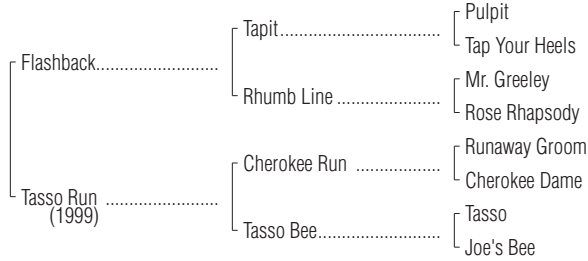 Pulpit
Tapit
Tap Your Heels
Flashback
Mr. Greeley
Rhumb Line
Rose Rhapsody
Runaway Groom
Cherokee Run
Cherokee Dame
Tasso Run
(1999)
Tasso
Tasso Bee
Joe's Bee